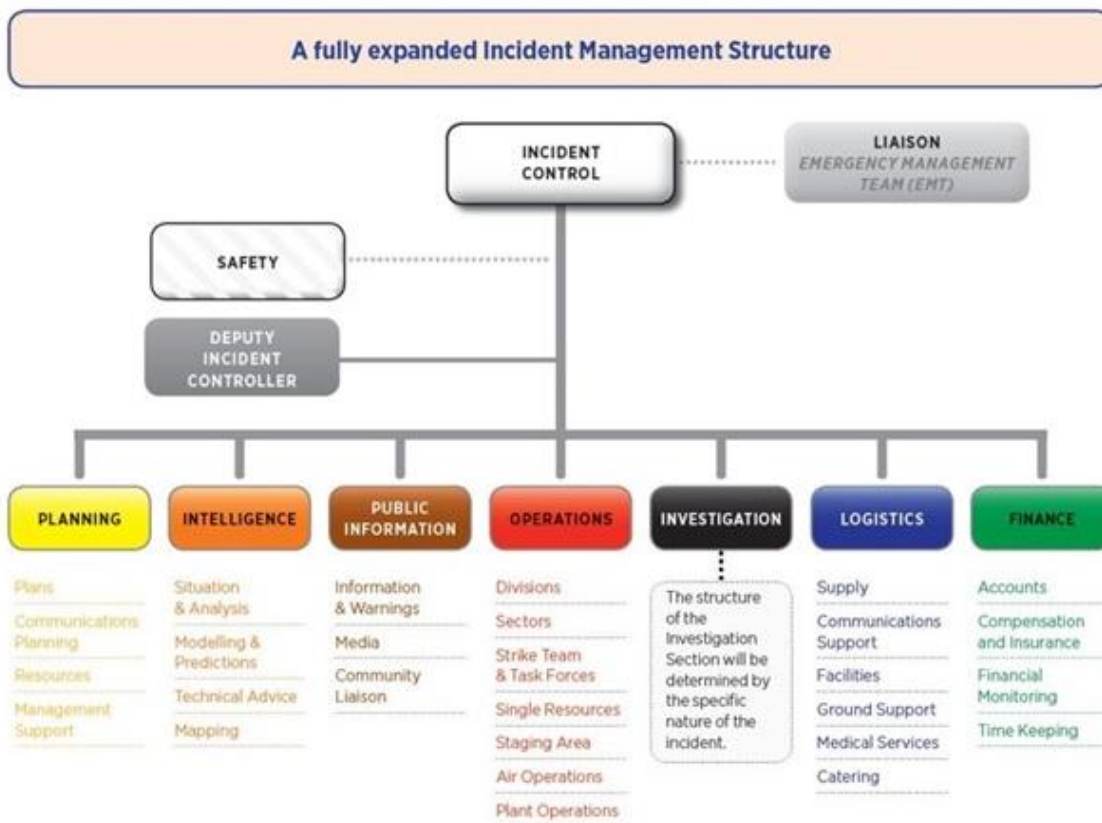 A fully expanded Incident Management Structure
INCIDENT
CONTROL
LIAISON
EMERGENCY MANAGEMENT
TEAM (EMT)
SAFETY
DEPUTY
INCIDENT
CONTROLLER
PLANNING
INTELLIGENCE
PUBLIC
INFORMATION
OPERATIONS
INVESTIGATION
LOGISTICS
FINANCE
Plans
Communications
Planning
Resources
Management
Support
Situation
& Analysis
Modelling &
Predictions
Technical Advice
Mapping
Information
& Warnings
Media
Community
Liaison
Divisions
Sectors
Strike Team
& Task Forces
Single Resources
Staging Area
Air Operations
Plant Operations
The structure
of the
Investigation
Section will be
determined by
the specific
nature of the
incident.
Supply
Communications
Support
Facilities
Ground Support
Medical Services
Catering
Accounts
Compensation
and Insurance
Financial
Monitoring
Time Keeping